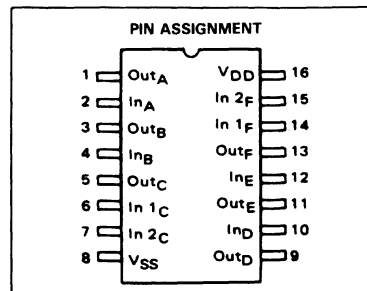 PIN ASSIGNMENT
1 OutA VDD 16
2 InA In 2F 15
3 OutB In 1F 14
4 InB OutF 13
5 OutC InE 12
6 In 1C OutE 11
7 In 2C InD 10
8 VSS OutD 9